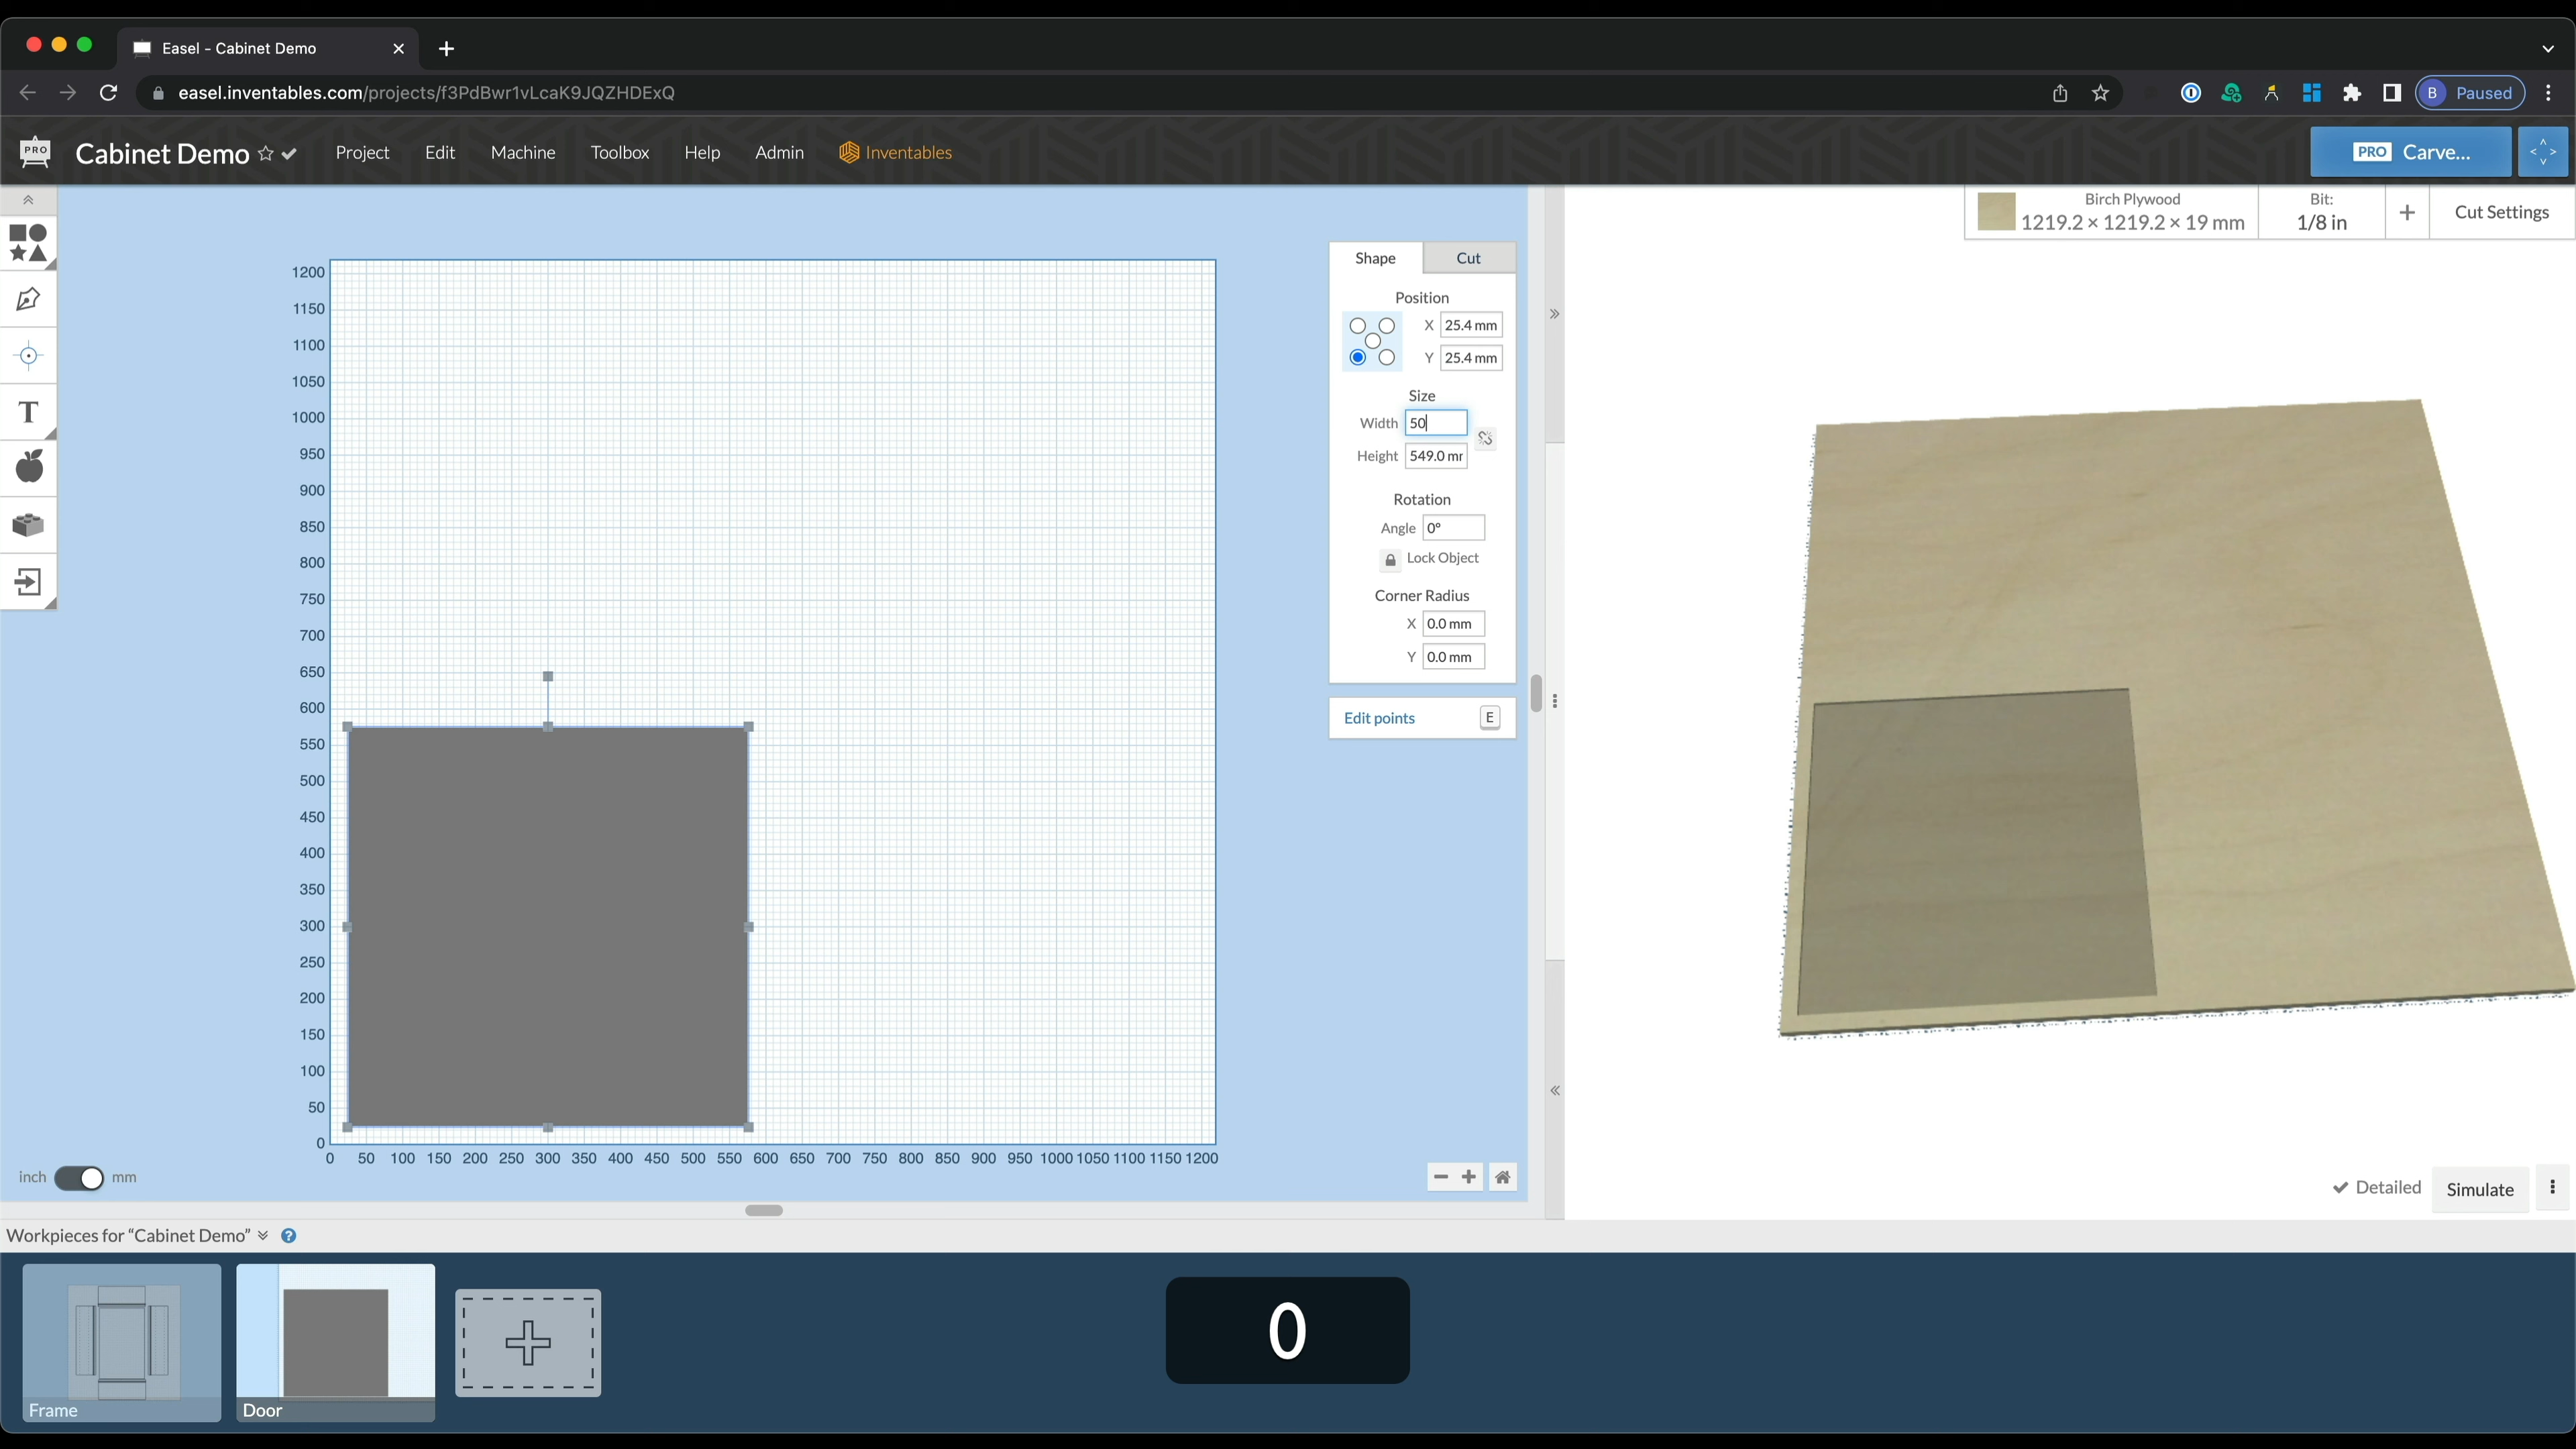 Easel - Cabinet Demo
easel.inventables.com/projects/f3PdBwr1vLcaK9JQZHDExQ
B Paused
PRO
Cabinet Demo
Project Edit Machine Toolbox Help Admin Inventables
PRO Carve...
Birch Plywood
1219.2 × 1219.2 × 19 mm
Bit:
1/8 in
+
Cut Settings
T
1200
1150
1100
1050
1000
950
900
850
800
750
700
650
600
550
500
450
400
350
300
250
200
150
100
50
0
0 50 100 150 200 250 300 350 400 450 500 550 600 650 700 750 800 850 900 950 1000 1050 1100 1150 1200
Shape Cut
Position
X 25.4 mm
Y 25.4 mm
Size
Width 50
Height 549.0 mr
Rotation
Angle 0°
Lock Object
Corner Radius
X 0.0 mm
Y 0.0 mm
Edit points E
inch mm
Detailed Simulate
Workpieces for “Cabinet Demo” ?
Frame
Door
0